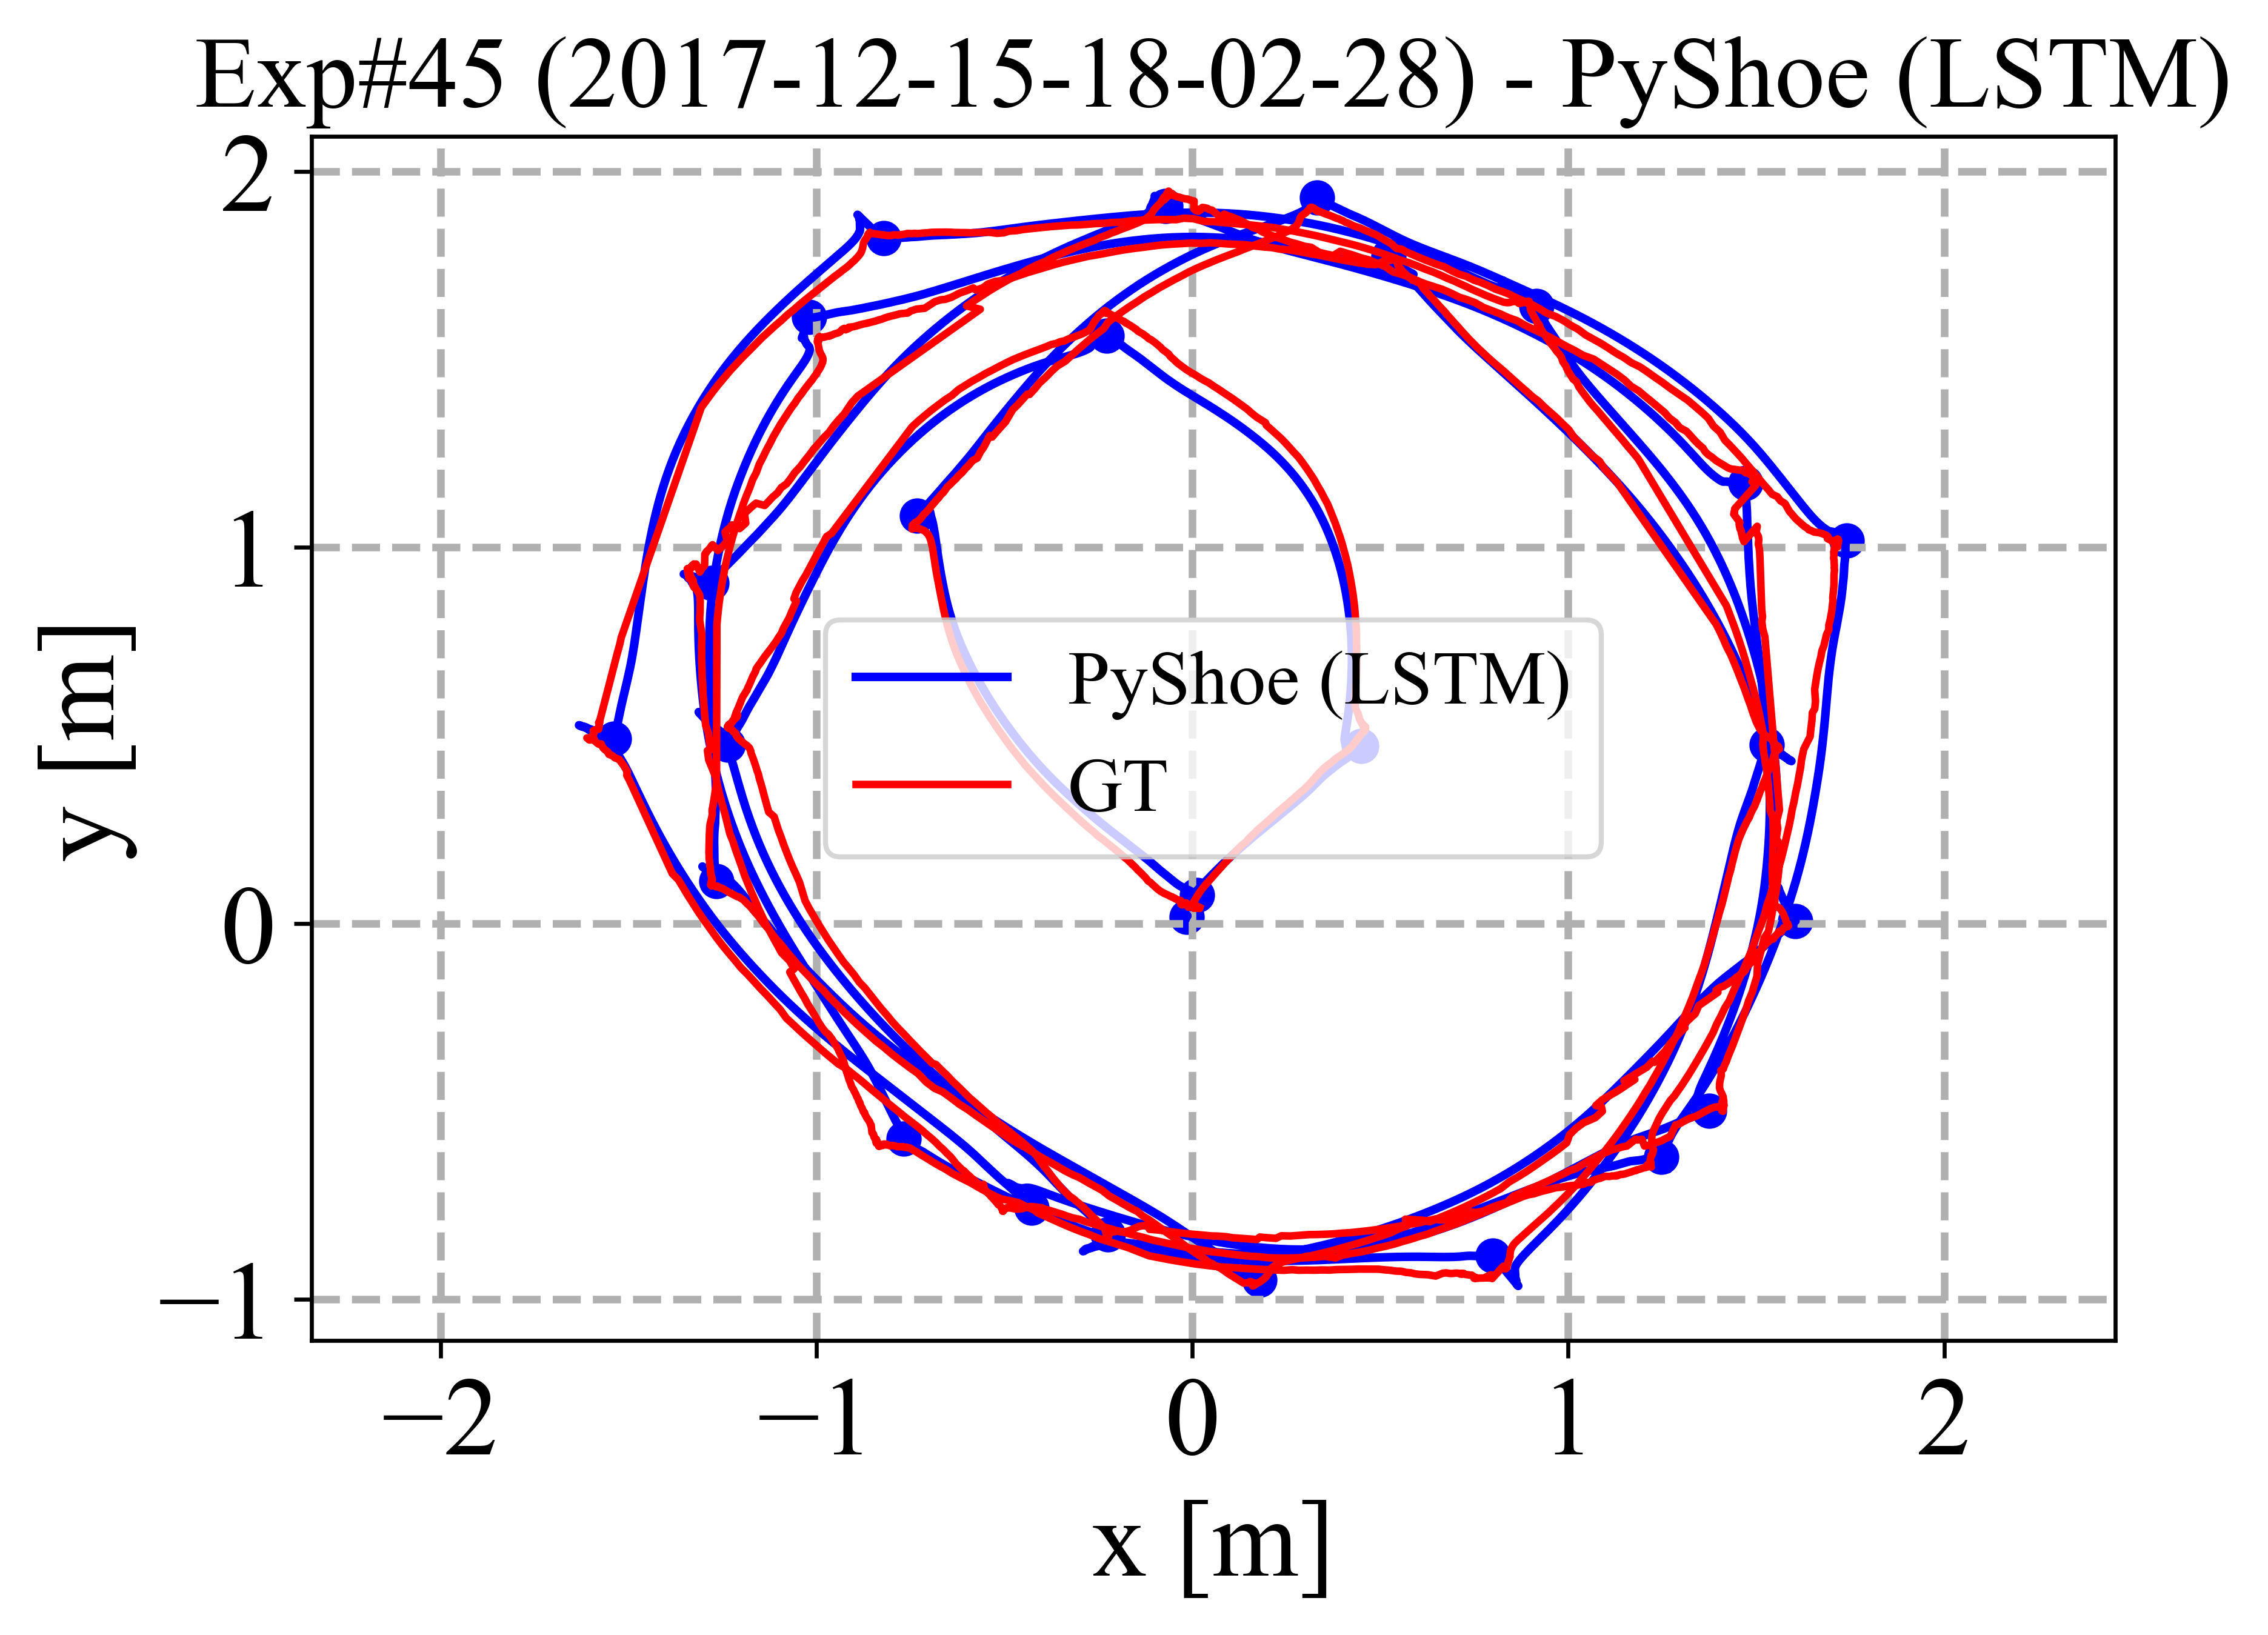 Exp#45 (2017-12-15-18-02-28) - PyShoe (LSTM)
2
1
0
−1
y [m]
PyShoe (LSTM)
GT
−2
−1
0
1
2
x [m]